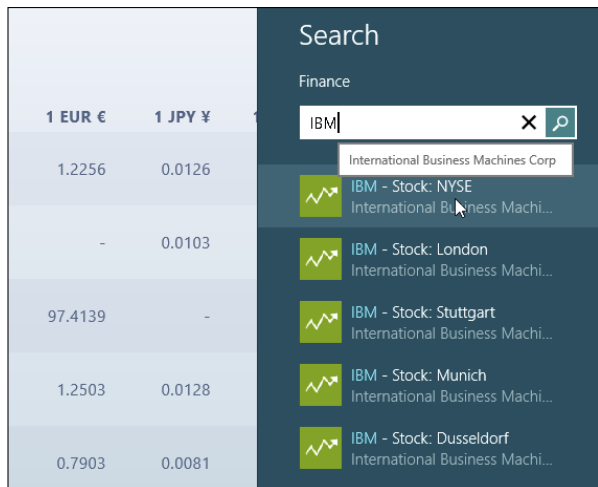 Search
Finance
IBM
International Business Machines Corp
IBM - Stock: NYSE
International Business Machi...
IBM - Stock: London
International Business Machi...
IBM - Stock: Stuttgart
International Business Machi...
IBM - Stock: Munich
International Business Machi...
IBM - Stock: Dusseldorf
International Business Machi...
1 EUR € 1 JPY ¥ 1
1.2256 0.0126
- 0.0103
97.4139 -
1.2503 0.0128
0.7903 0.0081